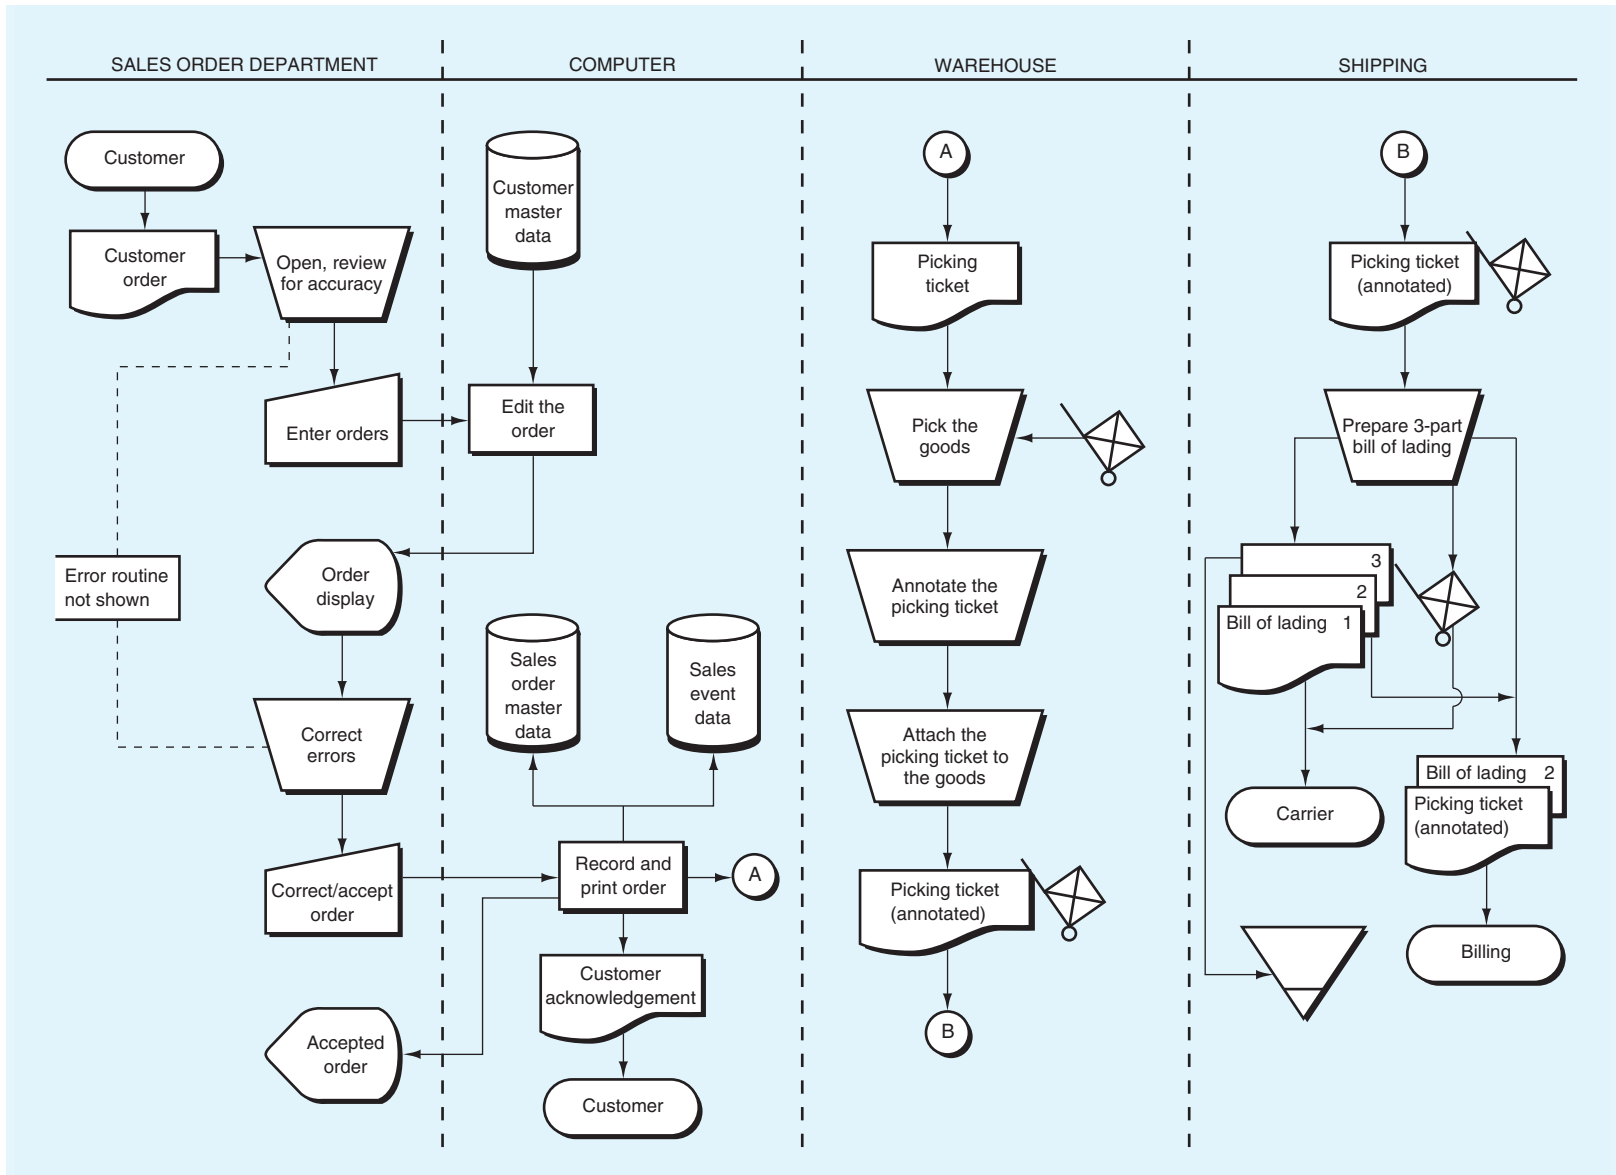 SALES ORDER DEPARTMENT
COMPUTER
WAREHOUSE
SHIPPING
Customer
Customer
order
Open, review
for accuracy
Enter orders
Error routine
not shown
Order
display
Correct
errors
Correct/accept
order
Accepted
order
Customer
master
data
Edit the
order
Sales
order
master
data
Sales
event
data
Record and
print order
A
Customer
acknowledgement
Customer
A
Picking
ticket
Pick the
goods
Annotate the
picking ticket
Attach the
picking ticket to
the goods
Picking ticket
(annotated)
B
B
Picking ticket
(annotated)
Prepare 3-part
bill of lading
3
2
Bill of lading 1
Carrier
Bill of lading 2
Picking ticket
(annotated)
Billing